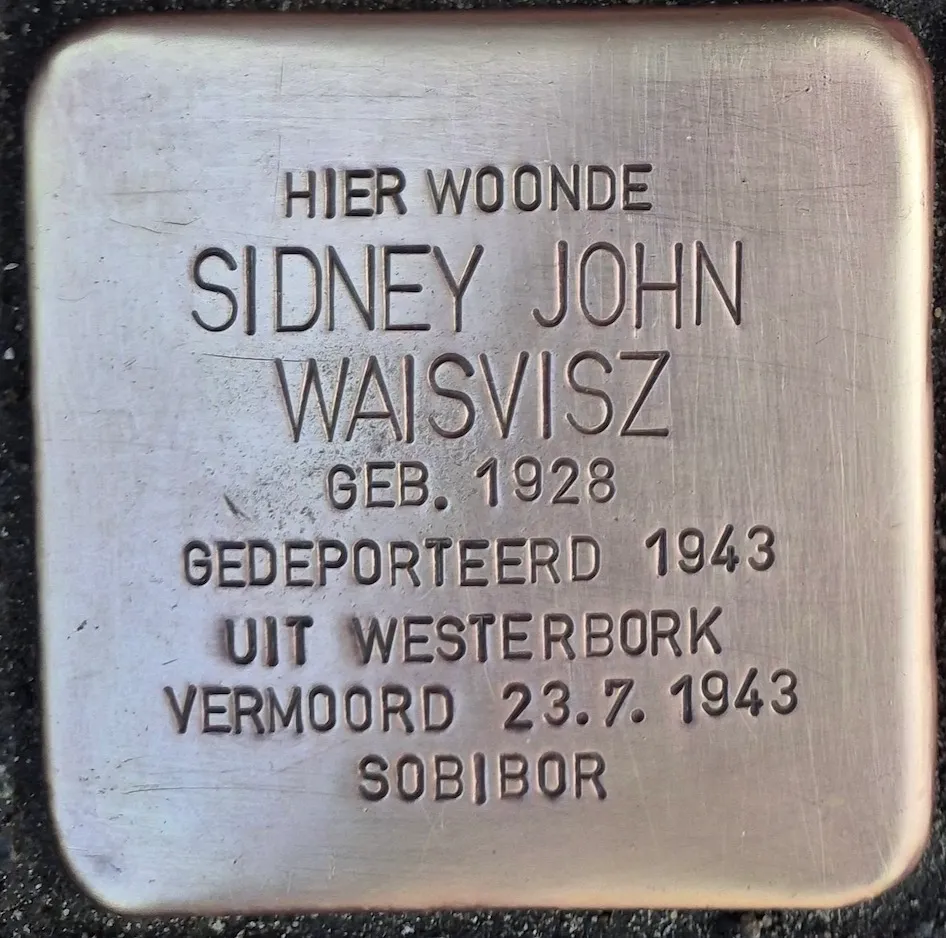 HIER WOONDE
SIDNEY JOHN
WAISVISZ
GEB. 1928
GEDEPORTEERD 1943
UIT WESTERBORK
VERMOORD 23.7.1943
SOBIBOR